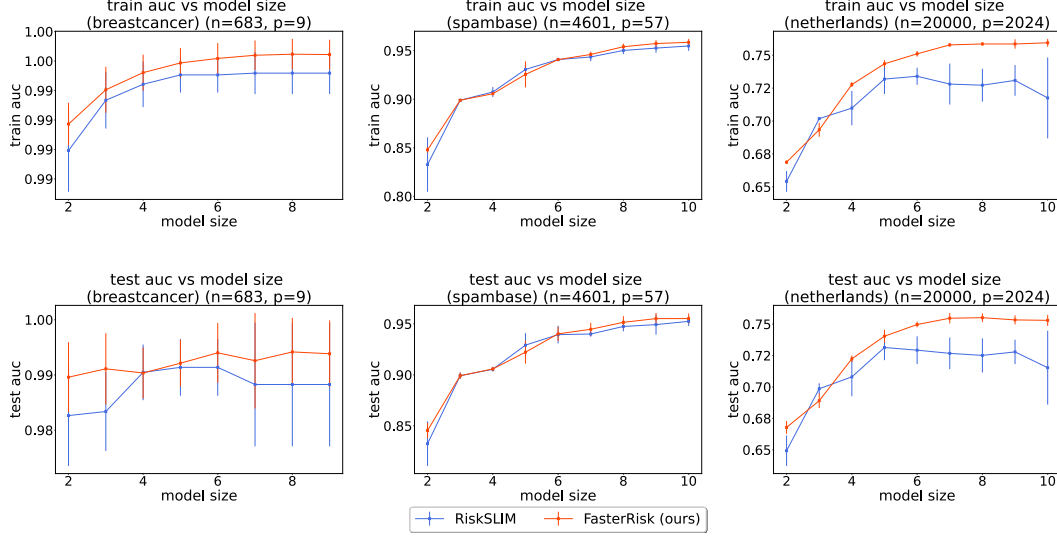 train auc vs model size
(breastcancer) (n=683, p=9)
train auc
1.00
0.99
0.99
0.99
0.99
1.00
2 4 6 8
model size
train auc vs model size
(spambase) (n=4601, p=57)
train auc
0.95
0.90
0.85
0.80
2 4 6 8 10
model size
train auc vs model size
(netherlands) (n=20000, p=2024)
train auc
0.75
0.72
0.70
0.68
0.65
2 4 6 8 10
model size
test auc vs model size
(breastcancer) (n=683, p=9)
test auc
1.00
0.99
0.98
2 4 6 8
model size
test auc vs model size
(spambase) (n=4601, p=57)
test auc
0.95
0.90
0.85
2 4 6 8 10
model size
test auc vs model size
(netherlands) (n=20000, p=2024)
test auc
0.75
0.72
0.70
0.68
0.65
2 4 6 8 10
model size
RiskSLIM FasterRisk (ours)